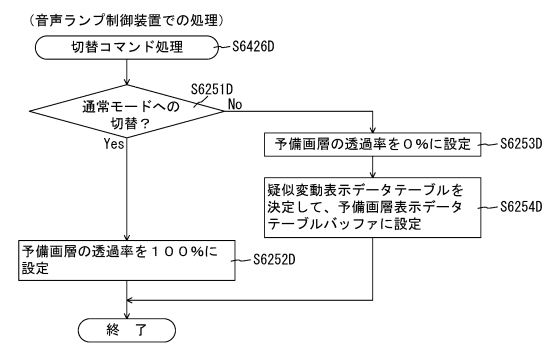 (音声ランプ制御装置での処理)
切替コマンド処理
S6426D
S6251D
通常モードへの
切替?
No
Yes
予備画層の透過率を0%に設定
S6253D
疑似変動表示データテーブルを
決定して、予備画層表示データ
テーブルバッファに設定
S6254D
予備画層の透過率を100%に
設定
S6252D
終 了